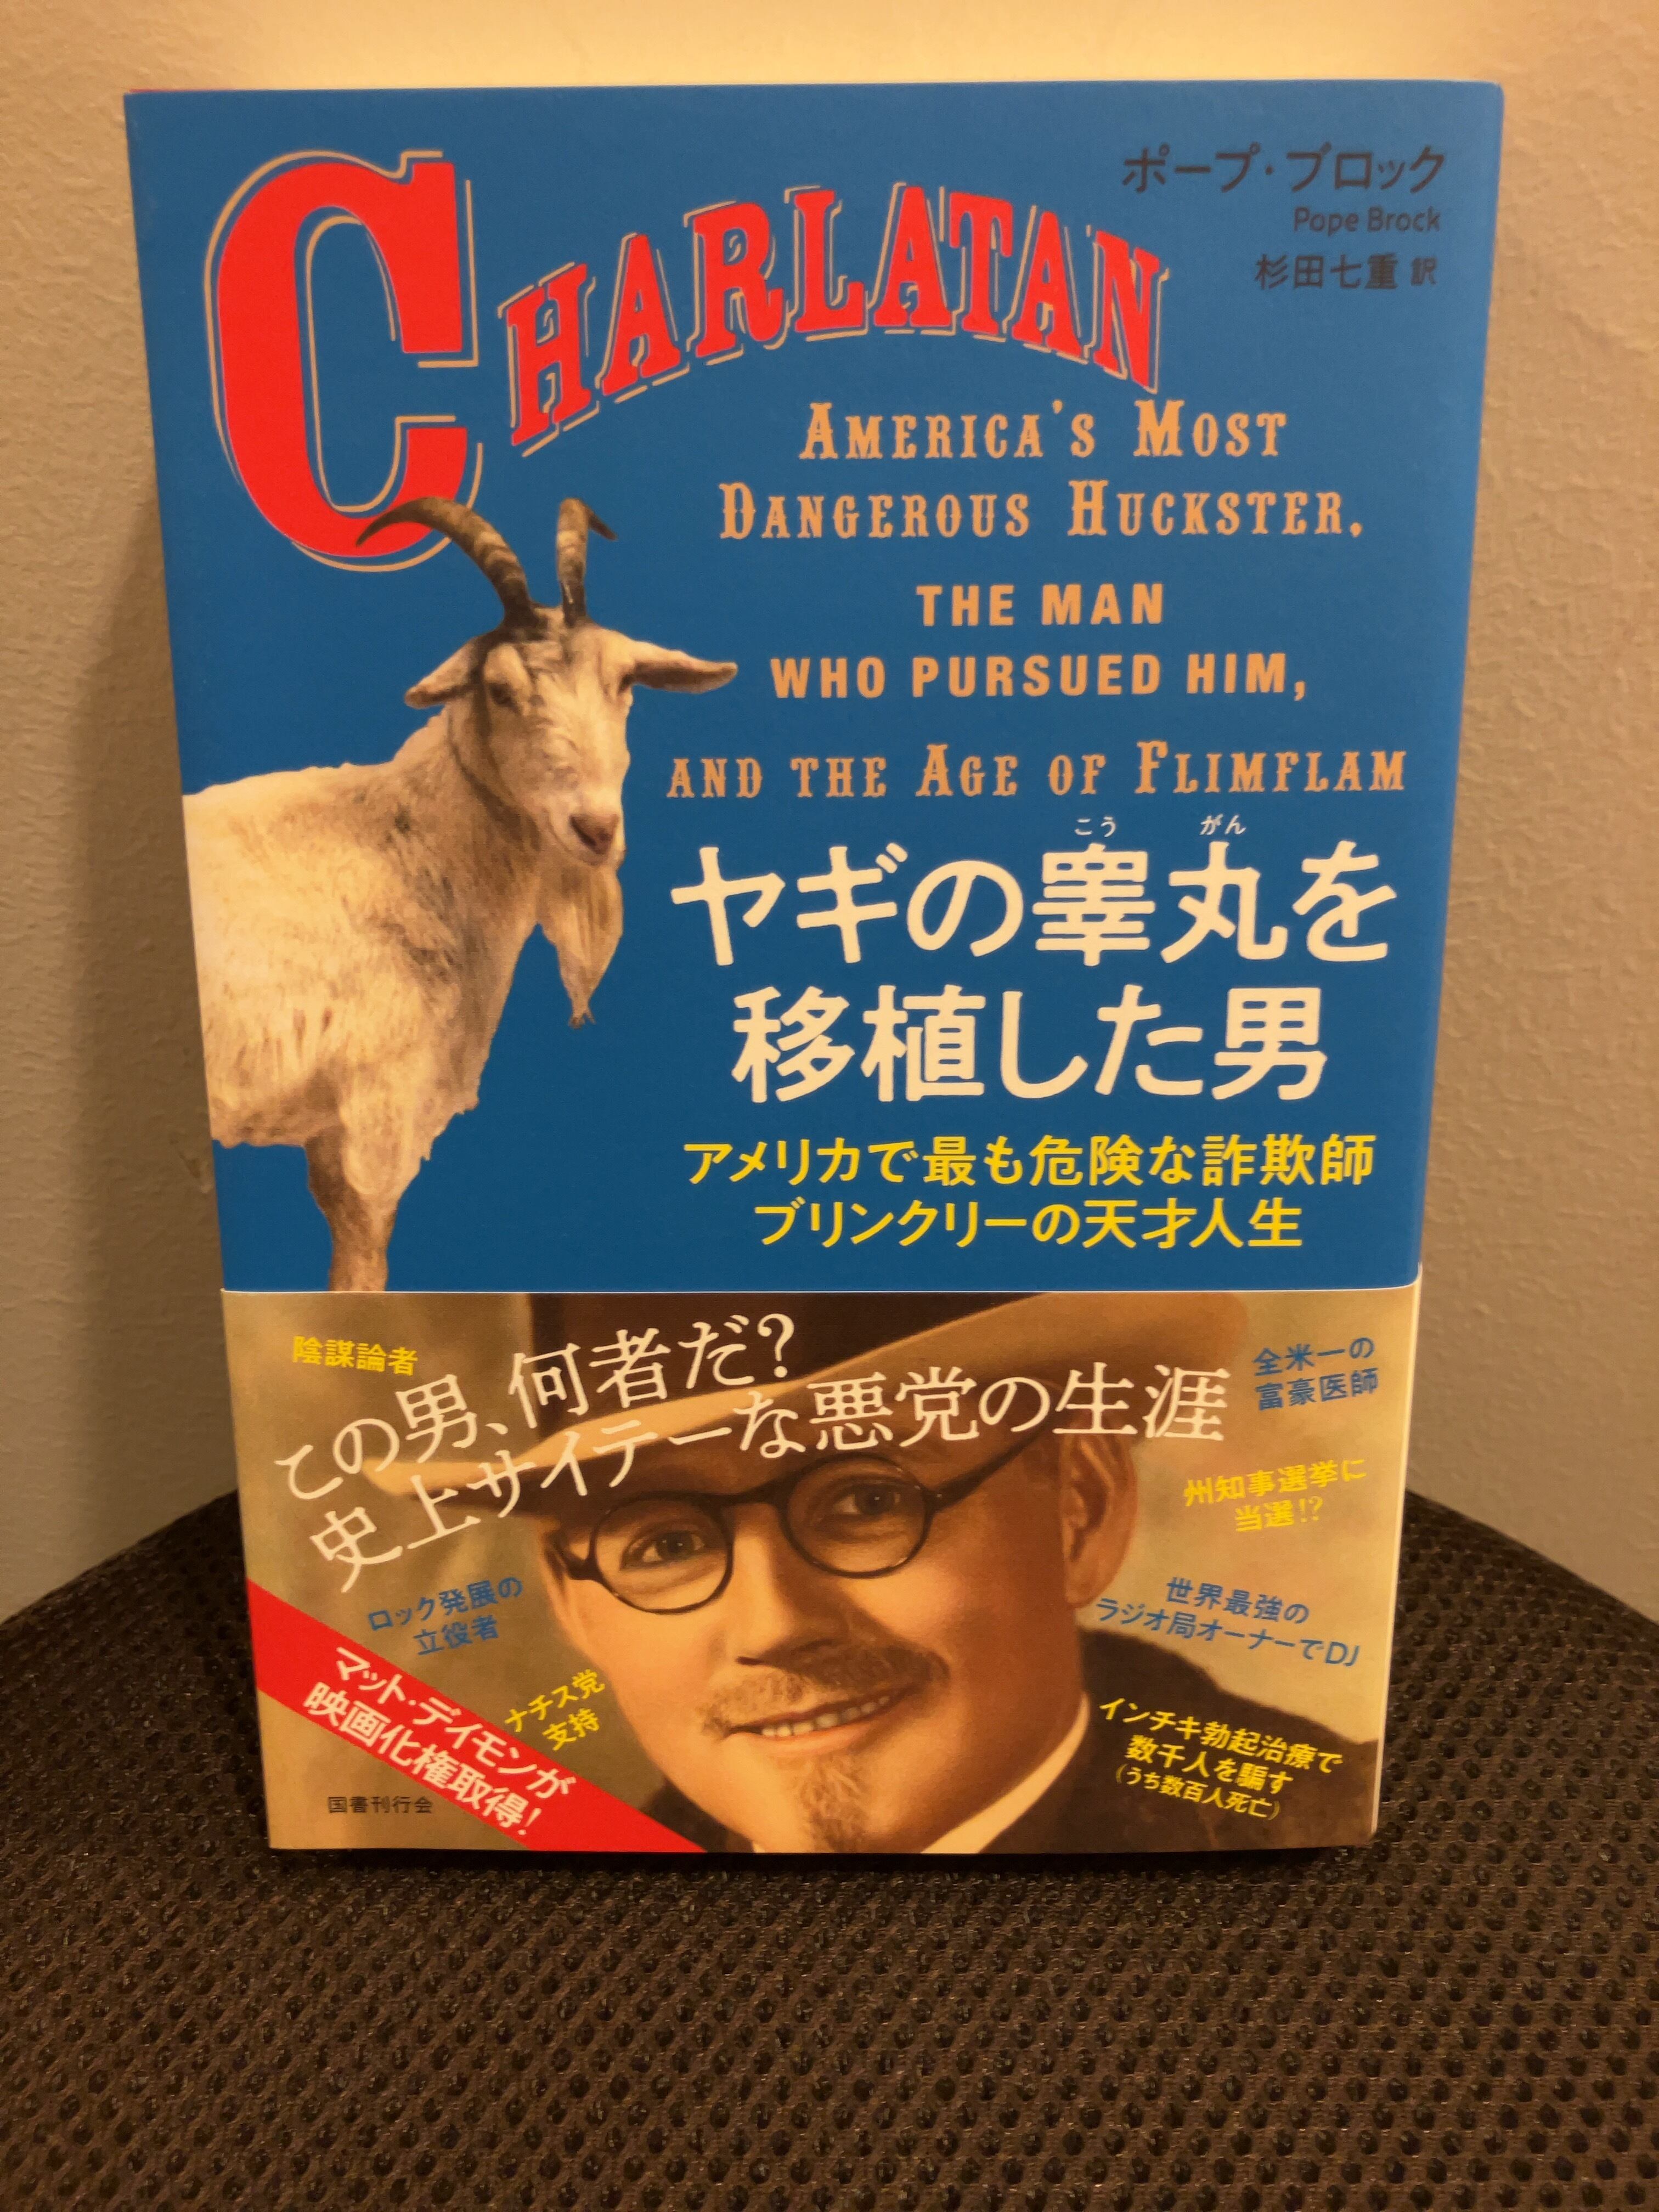 ポープ・ブロック
Pope Brock
杉田七重 訳
CHARLATAN
AMERICA'S MOST
DANGEROUS HUCKSTER,
THE MAN
WHO PURSUED HIM,
AND THE AGE OF FLIMFLAM
こう がん
ヤギの睾丸を
移植した男
アメリカで最も危険な詐欺師
ブリンクリーの天才人生
陰謀論者
この男、何者だ?
史上サイテーな悪党の生涯
全米一の
富豪医師
州知事選挙に
当選!?
ロック発展の
立役者
世界最強の
ラジオ局オーナーでDJ
ナチス党
支持
インチキ勃起治療で
数千人を騙す
(うち数百人死亡)
マット・デイモンが
映画化権取得!
国書刊行会